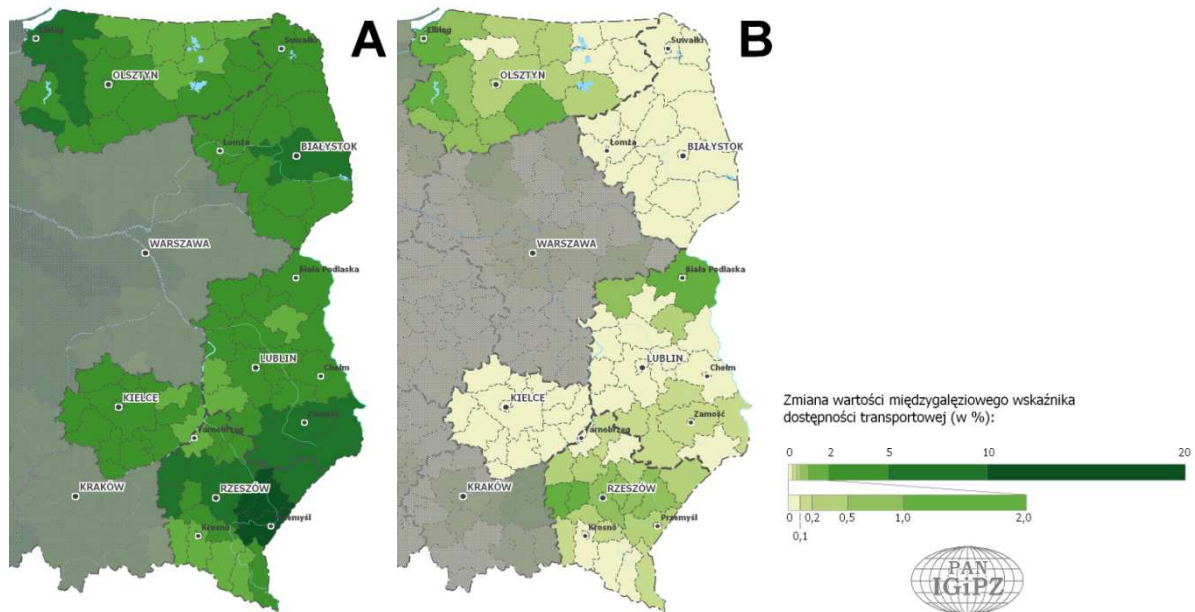 A
Elbląg
Suwałki
OLSZTYN
Łomża
BIAŁYSTOK
WARSZAWA
Biała Podlaska
LUBLIN
Chełm
KIELCE
Zamość
Tarnobrzeg
KRAKÓW
RZESZÓW
Przemyśl
Krosno
B
Elbląg
Suwałki
OLSZTYN
Łomża
BIAŁYSTOK
WARSZAWA
Biała Podlaska
LUBLIN
Chełm
KIELCE
Zamość
Tarnobrzeg
KRAKÓW
RZESZÓW
Przemyśl
Krosno
Zmiana wartości międzygałęziowego wskaźnika
dostępności transportowej (w %):
0 2 5 10 20
0 0,2 0,5 1,0 2,0
0,1
PAN
IGiPZ